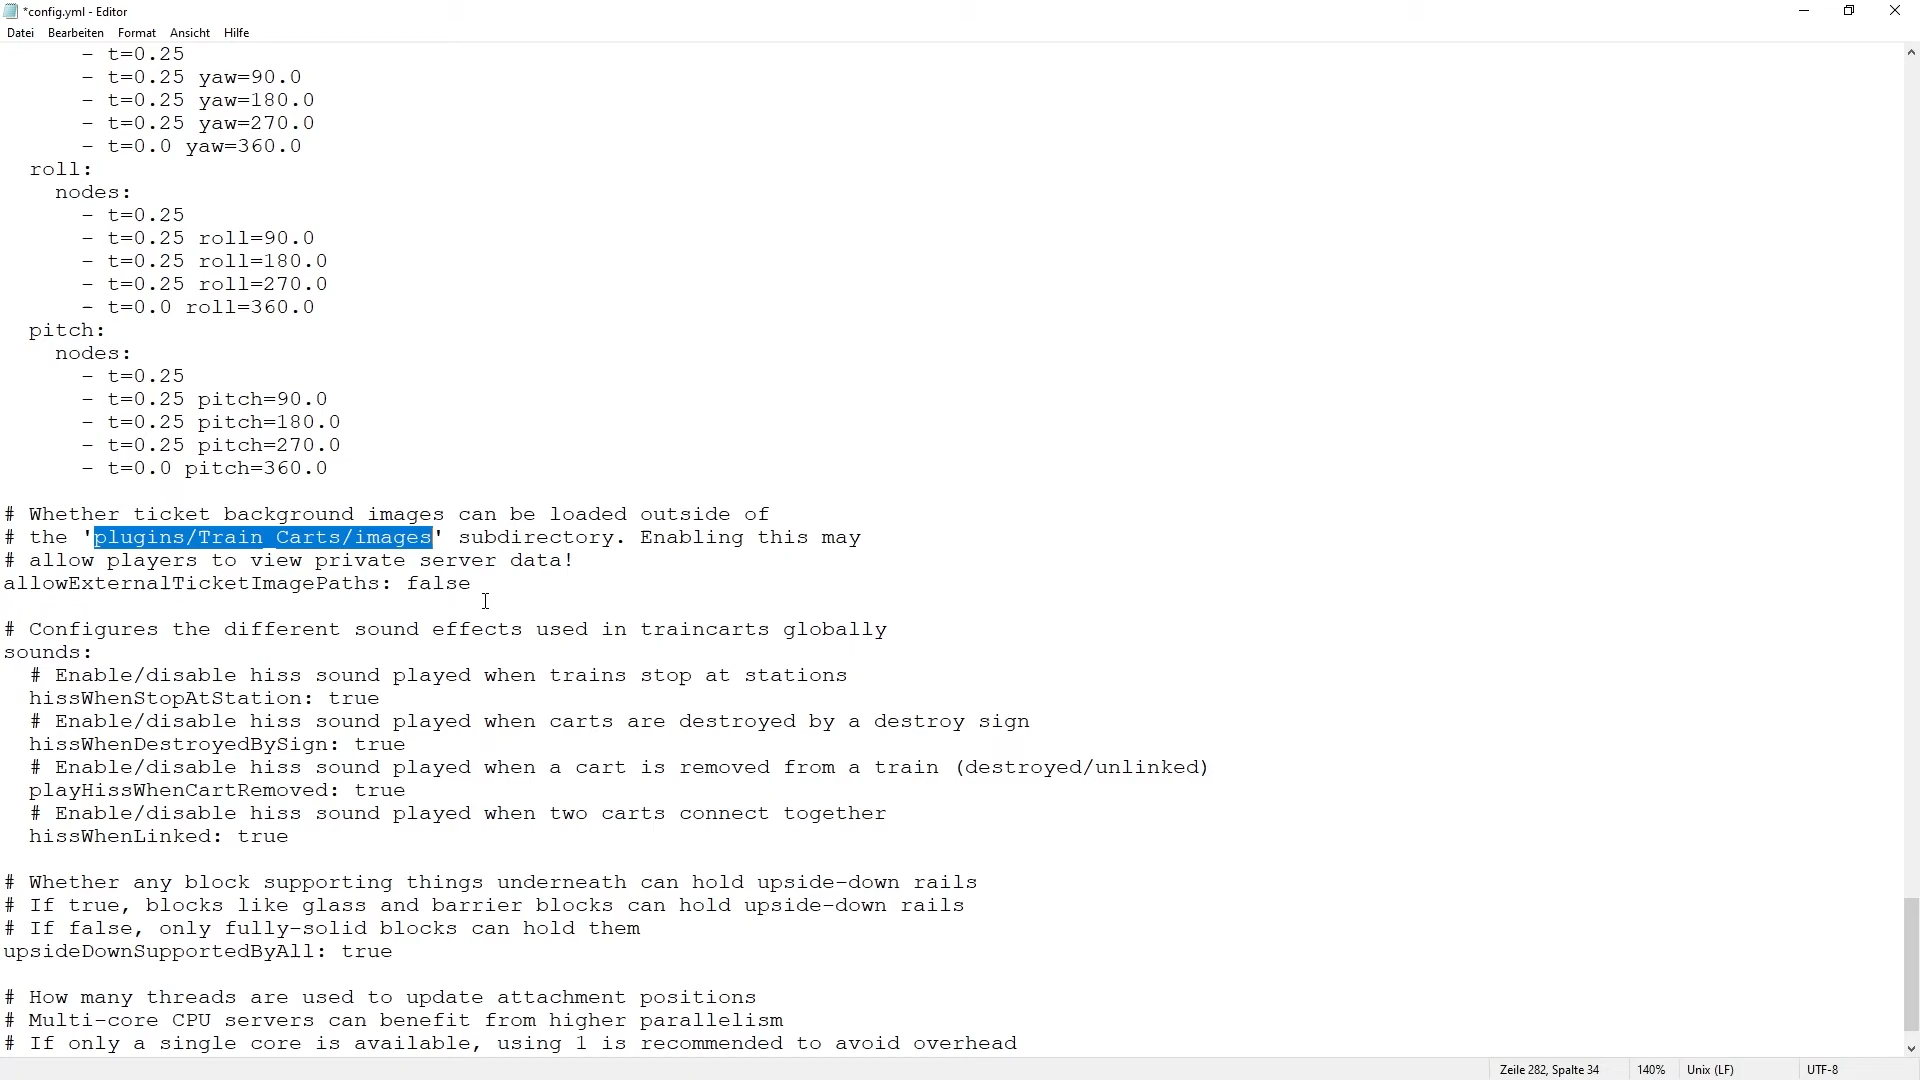 *config.yml - Editor
Datei Bearbeiten Format Ansicht Hilfe
- t=0.25
- t=0.25 yaw=90.0
- t=0.25 yaw=180.0
- t=0.25 yaw=270.0
- t=0.0 yaw=360.0
roll:
nodes:
- t=0.25
- t=0.25 roll=90.0
- t=0.25 roll=180.0
- t=0.25 roll=270.0
- t=0.0 roll=360.0
pitch:
nodes:
- t=0.25
- t=0.25 pitch=90.0
- t=0.25 pitch=180.0
- t=0.25 pitch=270.0
- t=0.0 pitch=360.0
# Whether ticket background images can be loaded outside of
# the 'plugins/Train_Carts/images' subdirectory. Enabling this may
# allow players to view private server data!
allowExternalTicketImagePaths: false
# Configures the different sound effects used in traincarts globally
sounds:
# Enable/disable hiss sound played when trains stop at stations
hissWhenStopAtStation: true
# Enable/disable hiss sound played when carts are destroyed by a destroy sign
hissWhenDestroyedBySign: true
# Enable/disable hiss sound played when a cart is removed from a train (destroyed/unlinked)
playHissWhenCartRemoved: true
# Enable/disable hiss sound played when two carts connect together
hissWhenLinked: true
# Whether any block supporting things underneath can hold upside-down rails
# If true, blocks like glass and barrier blocks can hold upside-down rails
# If false, only fully-solid blocks can hold them
upsideDownSupportedByAll: true
# How many threads are used to update attachment positions
# Multi-core CPU servers can benefit from higher parallelism
# If only a single core is available, using 1 is recommended to avoid overhead
Zeile 282, Spalte 34 140% Unix (LF) UTF-8